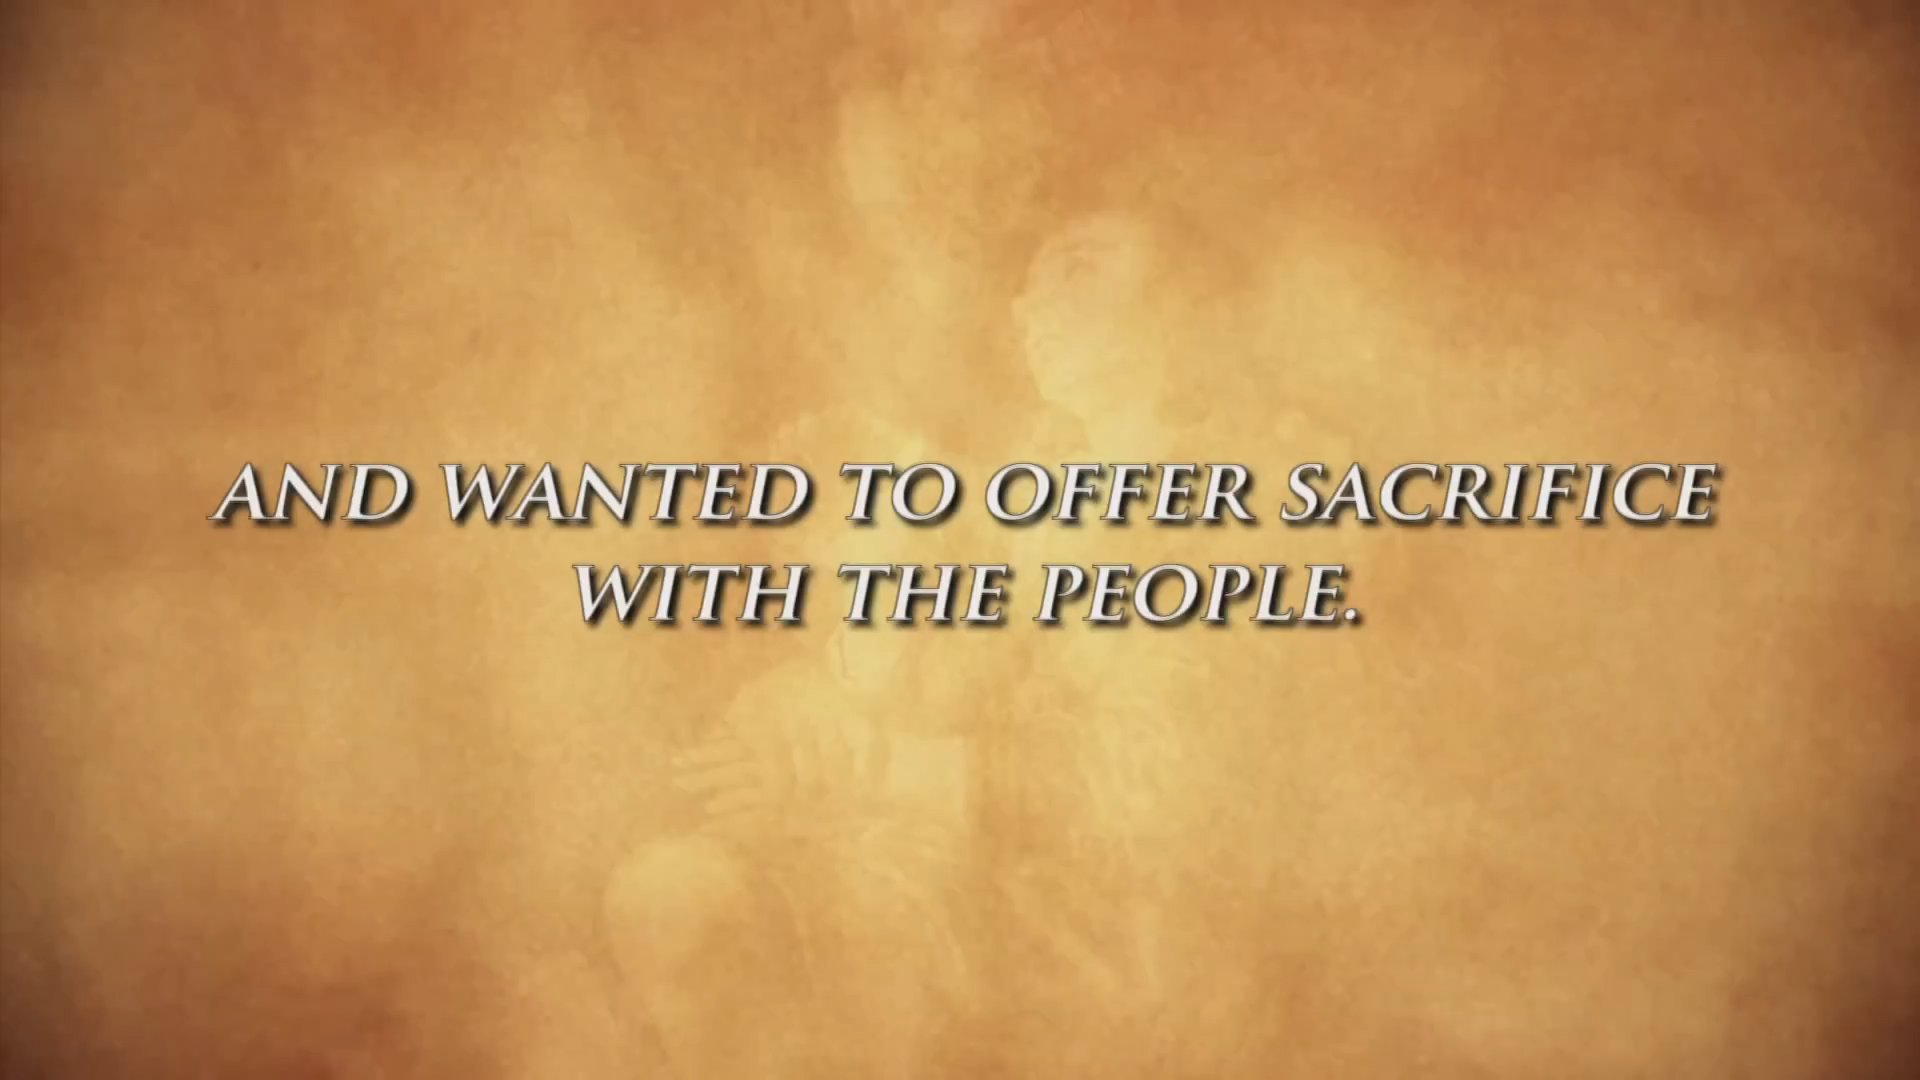 AND WANTED TO OFFER SACRIFICE
WITH THE PEOPLE.